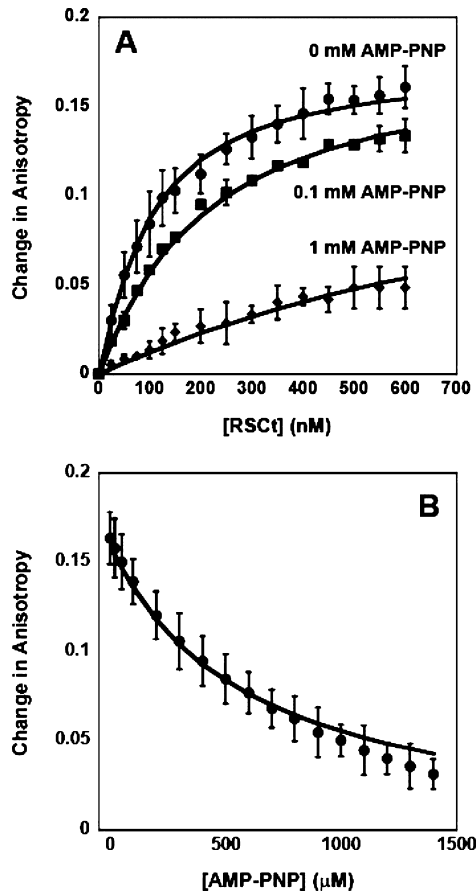 A
0 mM AMP-PNP
0.1 mM AMP-PNP
1 mM AMP-PNP
Change in Anisotropy
0.2
0.15
0.1
0.05
0
0 100 200 300 400 500 600 700
[RSCt] (nM)
B
Change in Anisotropy
0.2
0.15
0.1
0.05
0
0 500 1000 1500
[AMP-PNP] (µM)